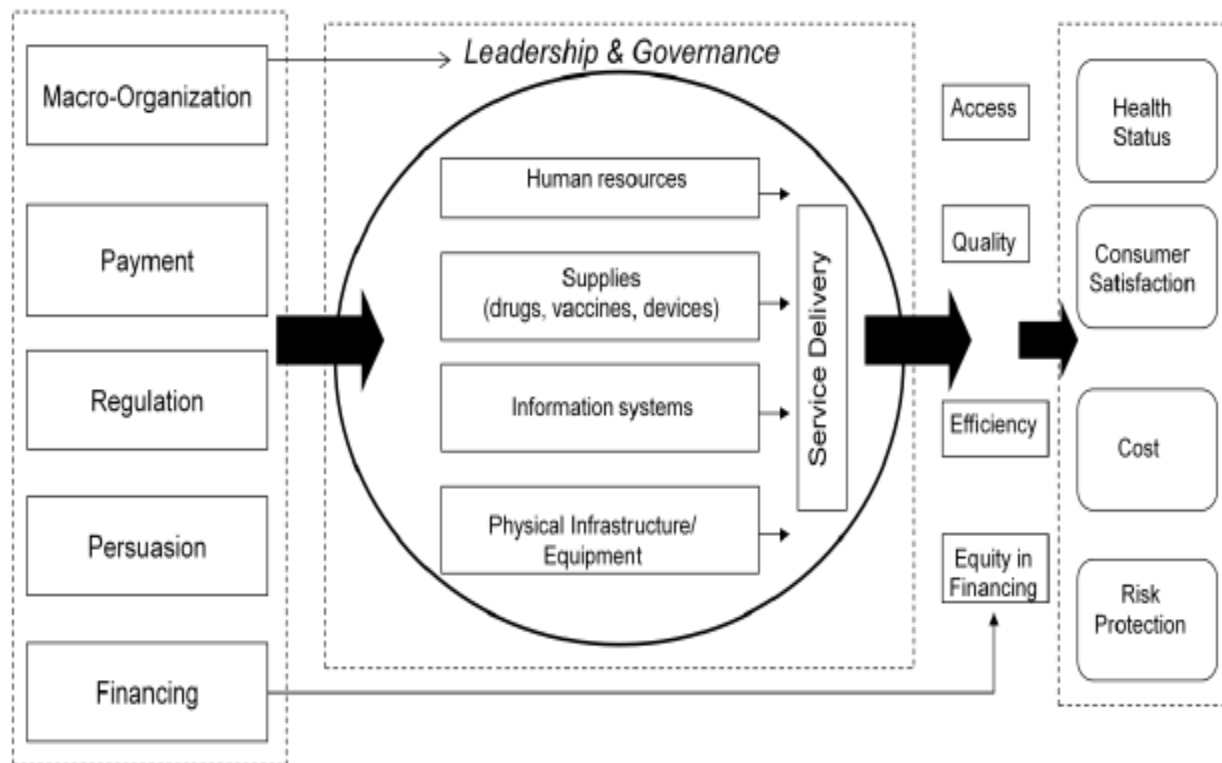 Macro-Organization
Payment
Regulation
Persuasion
Financing
Leadership & Governance
Human resources
Supplies
(drugs, vaccines, devices)
Information systems
Physical Infrastructure/
Equipment
Service Delivery
Access
Quality
Efficiency
Equity in
Financing
Health
Status
Consumer
Satisfaction
Cost
Risk
Protection